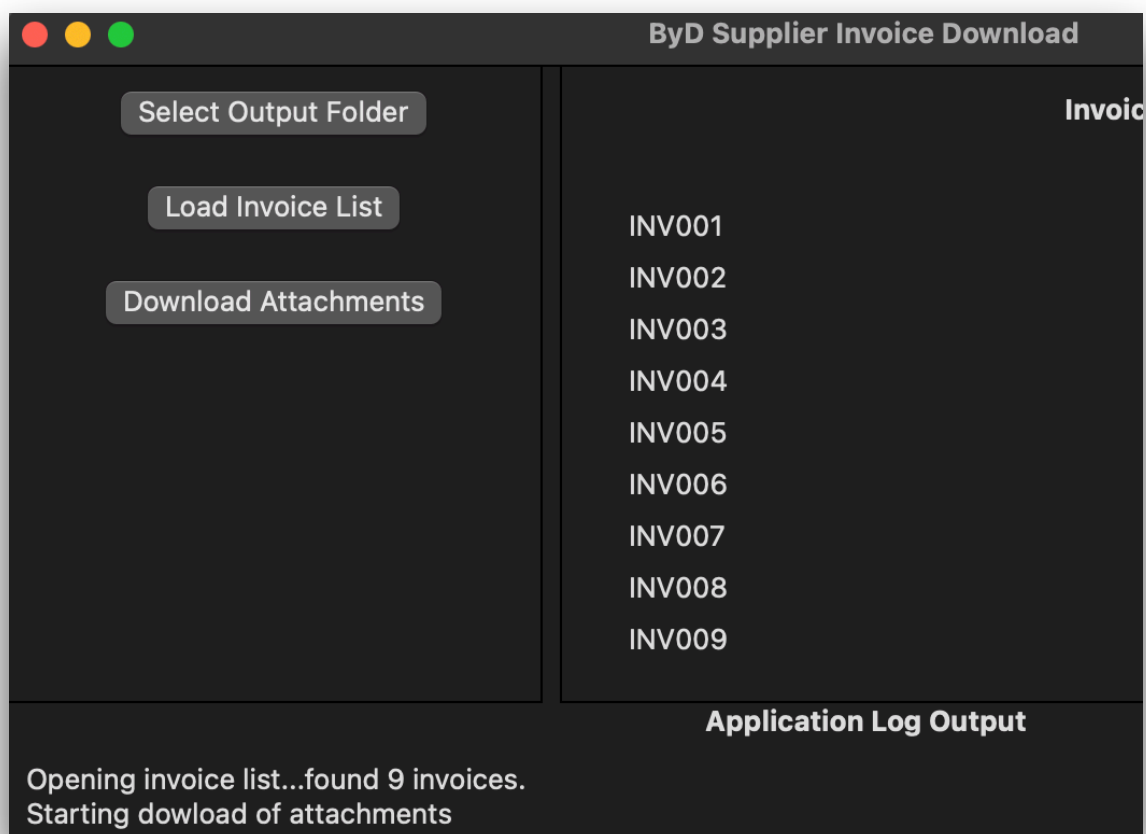 ByD Supplier Invoice Download
Select Output Folder
Load Invoice List
Download Attachments
Invoic
INV001
INV002
INV003
INV004
INV005
INV006
INV007
INV008
INV009
Application Log Output
Opening invoice list...found 9 invoices.
Starting dowload of attachments